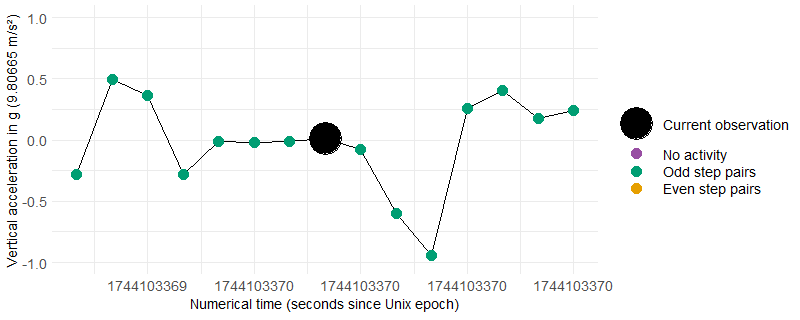 Vertical acceleration in g (9.80665 m/s²)
1.0
0.5
0.0
-0.5
-1.0
1744103369 1744103370 1744103370 1744103370 1744103370
Numerical time (seconds since Unix epoch)
Current observation
No activity
Odd step pairs
Even step pairs